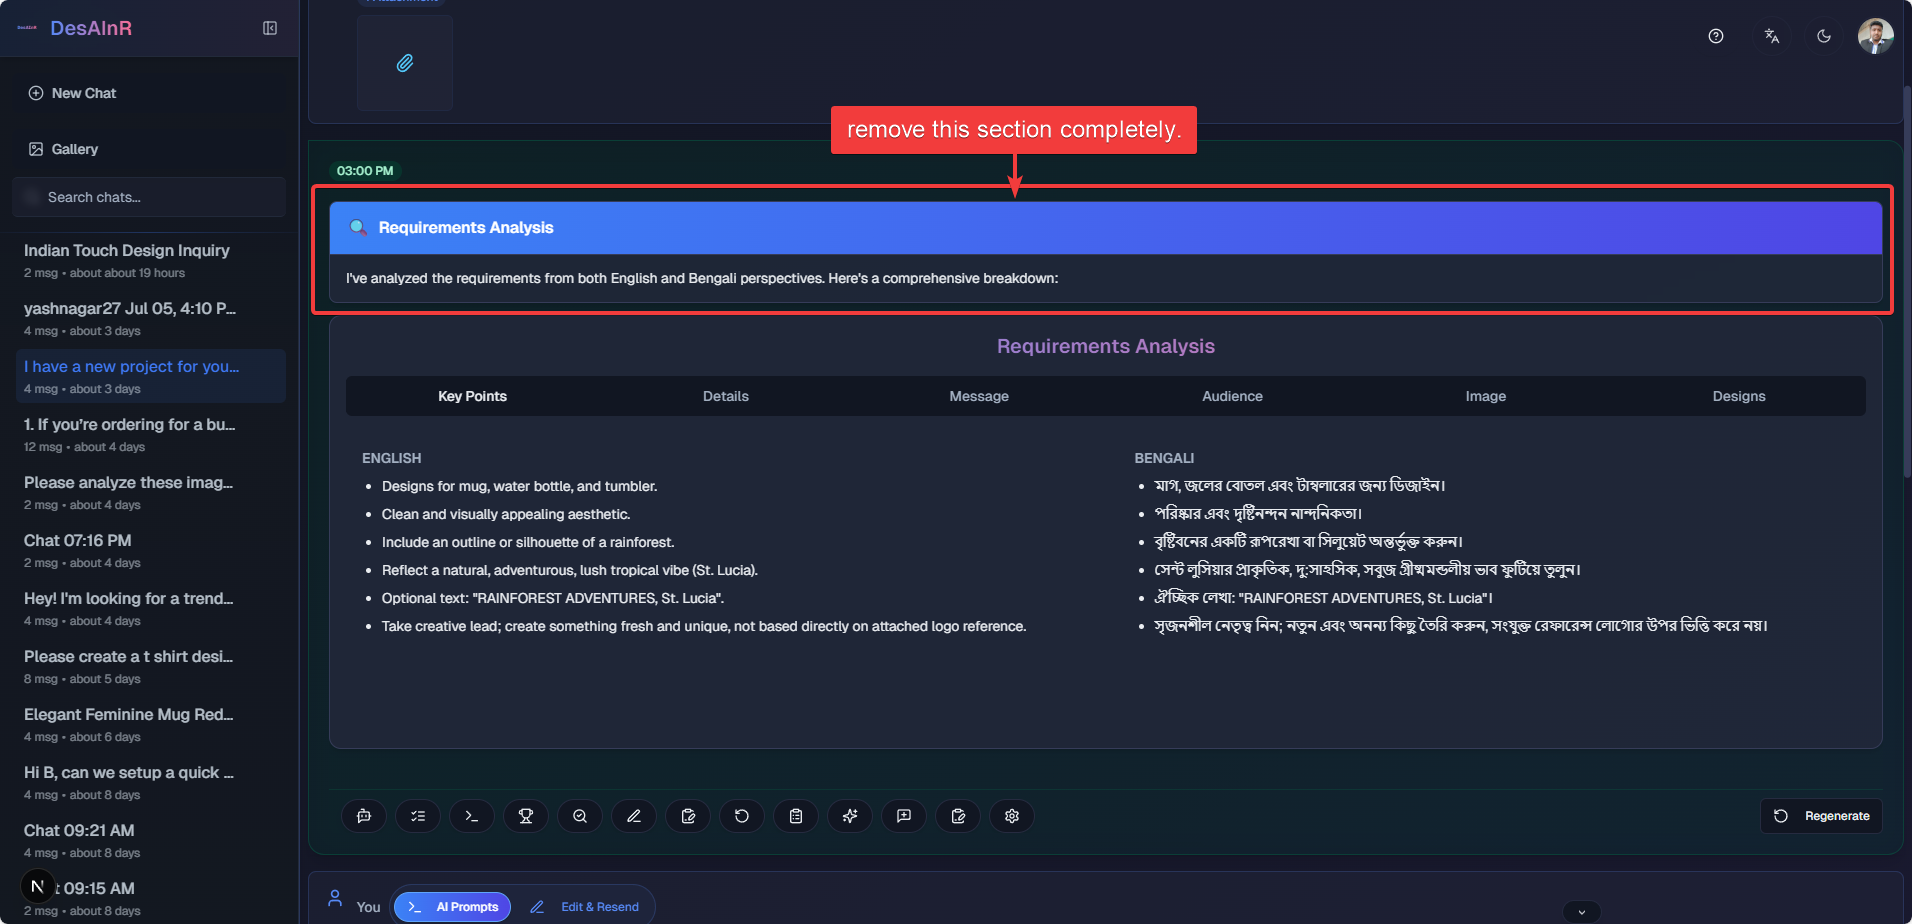 DesAInR
New Chat
Gallery
Search chats...
Indian Touch Design Inquiry
2 msg • about about 19 hours
yashnagar27 Jul 05, 4:10 P...
4 msg • about 3 days
I have a new project for you...
4 msg • about 3 days
1. If you're ordering for a bu...
12 msg • about 4 days
Please analyze these imag...
2 msg • about 4 days
Chat 07:16 PM
2 msg • about 4 days
Hey! I'm looking for a trend...
4 msg • about 4 days
Please create a t shirt desi...
8 msg • about 5 days
Elegant Feminine Mug Red...
4 msg • about 6 days
Hi B, can we setup a quick ...
4 msg • about 8 days
Chat 09:21 AM
4 msg • about 8 days
N
t 09:15 AM
2 msg • about 8 days
remove this section completely.
03:00 PM
Requirements Analysis
I've analyzed the requirements from both English and Bengali perspectives. Here's a comprehensive breakdown:
Requirements Analysis
Key Points Details Message Audience Image Designs
ENGLISH
Designs for mug, water bottle, and tumbler.
Clean and visually appealing aesthetic.
Include an outline or silhouette of a rainforest.
Reflect a natural, adventurous, lush tropical vibe (St. Lucia).
Optional text: "RAINFOREST ADVENTURES, St. Lucia".
Take creative lead; create something fresh and unique, not based directly on attached logo reference.
BENGALI
মাগ, জলের বোতল এবং টাম্বলারের জন্য ডিজাইন।
পরিষ্কার এবং দৃষ্টিনন্দন নান্দনিকতা।
বৃষ্টিবনের একটি রূপরেখা বা সিলুয়েট অন্তর্ভুক্ত করুন।
সেন্ট লুসিয়ার প্রাকৃতিক, দু:সাহসিক, সবুজ গ্রীষ্মমন্ডলীয় ভাব ফুটিয়ে তুলুন।
ঐচ্ছিক লেখা: "RAINFOREST ADVENTURES, St. Lucia"।
সৃজনশীল নেতৃত্ব নিন; নতুন এবং অনন্য কিছু তৈরি করুন, সংযুক্ত রেফারেন্স লোগোর উপর ভিত্তি করে নয়।
Regenerate
You
AI Prompts
Edit & Resend